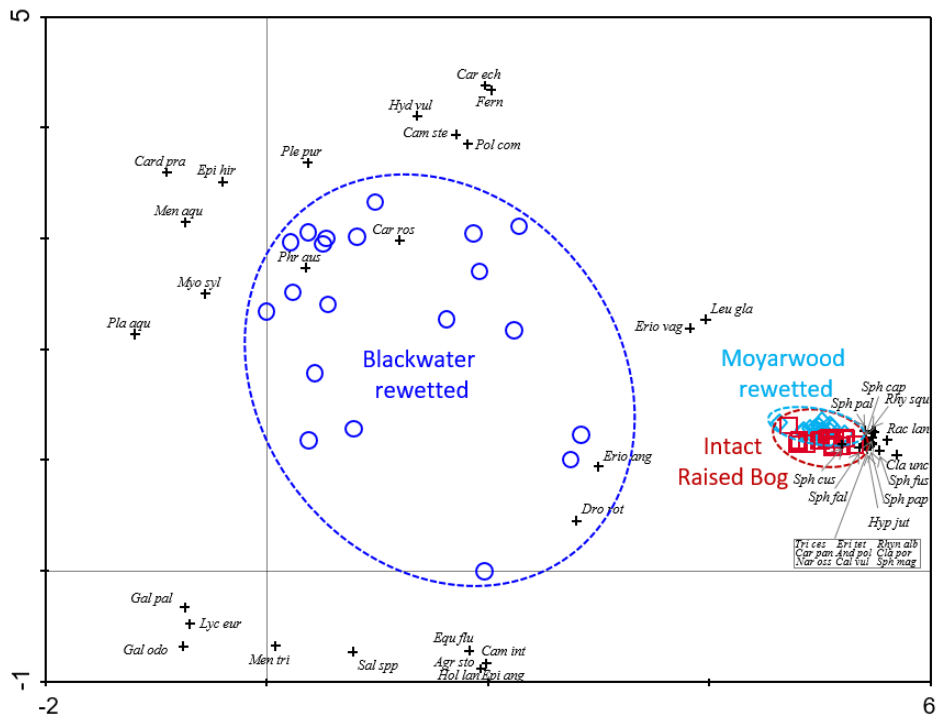 5
Car ech
Fern
Hyd vul
Cam ste
Pol com
Ple pur
Card pra
Epi hir
Men aqu
Car ros
Phr aus
Myo syl
Leu gla
Erio vag
Pla aqu
Blackwater
rewetted
Moyarwood
rewetted
Sph cap
Sph pal
Rhy squ
Rac lan
Intact
Raised Bog
Cla unc
Erio ang
Sph cus
Sph fus
Sph fal
Sph pap
Dro rot
Hyp jut
Tri ces Eri tet Rhyn alb
Car pan And pol Cla por
Nar oss Cal vul Sph mag
Gal pal
Lyc eur
Gal odo
Men tri
Sal spp
Equ flu
Agr sto
Cam int
Hol lan
Epi ang
-1
-2
6